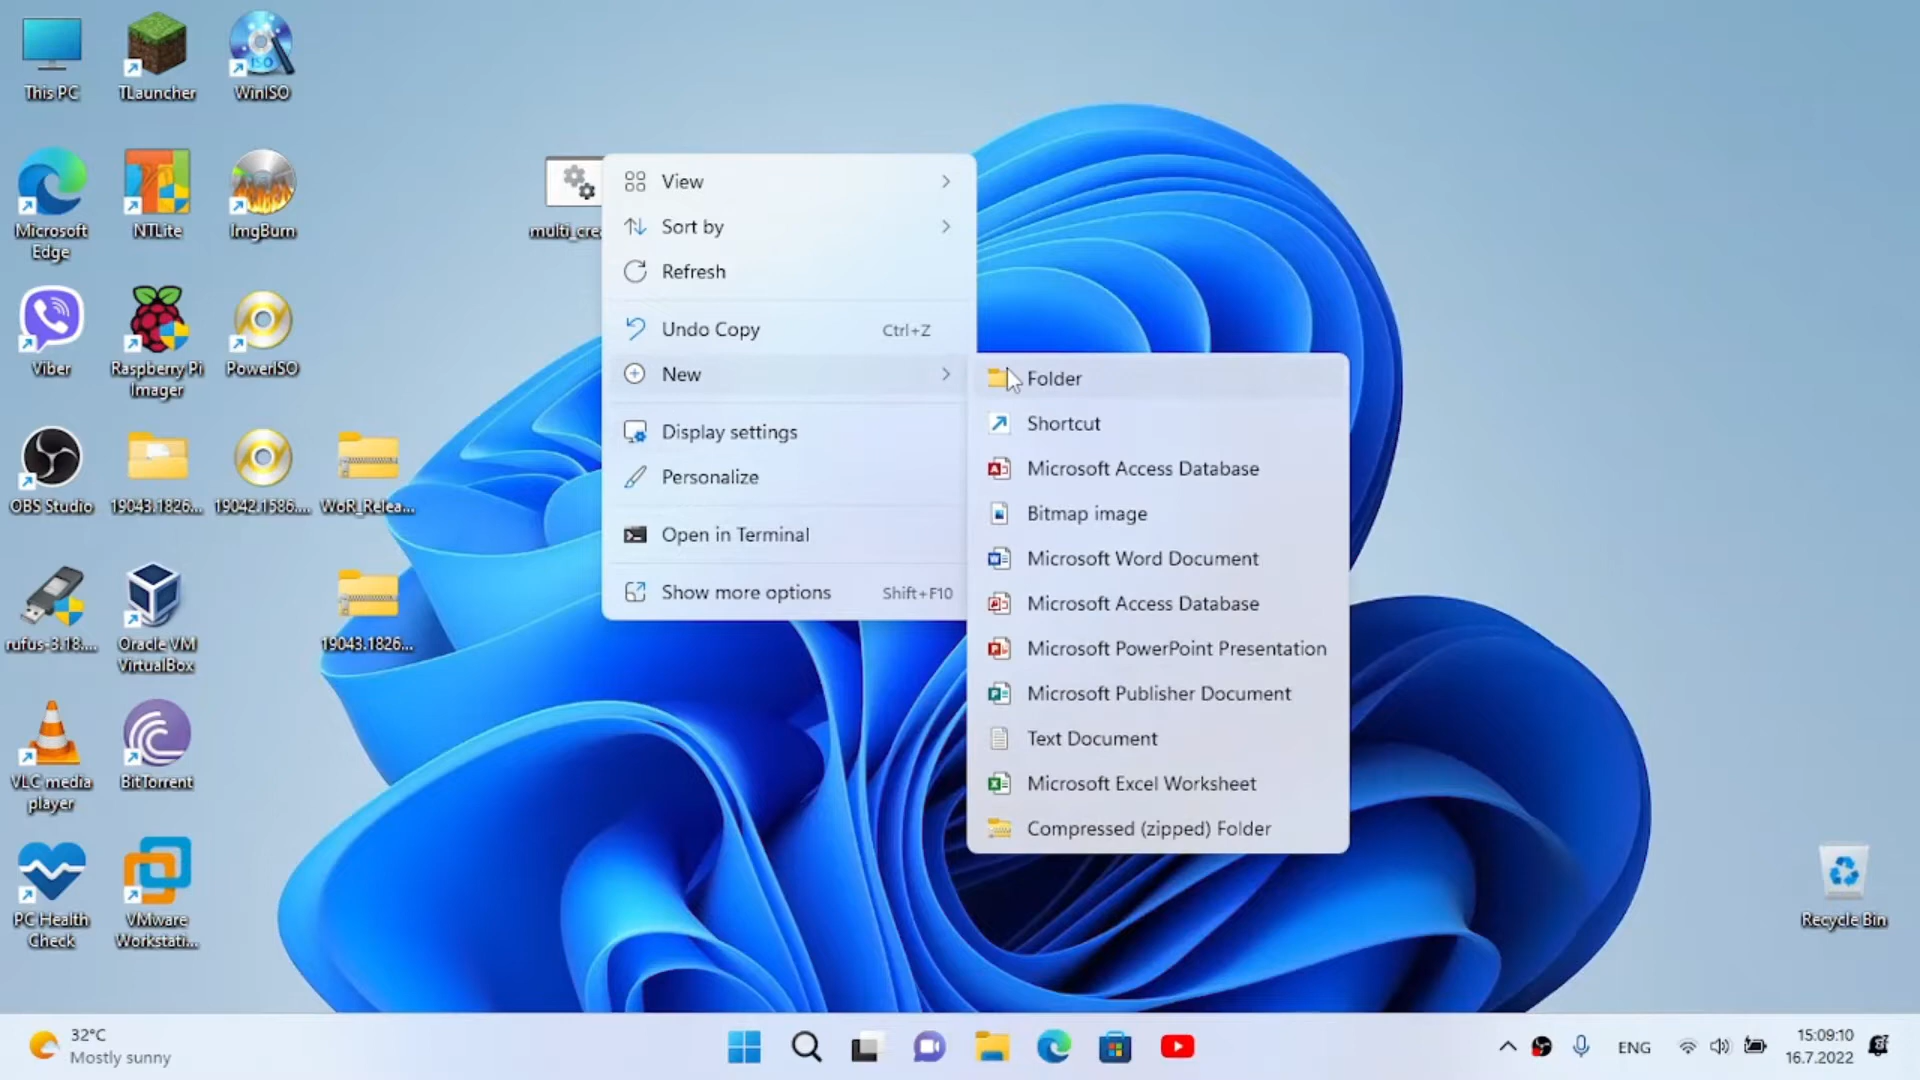 This PC
TLauncher
WinISO
ISO
Microsoft
Edge
NTLite
ImgBurn
Viber
Raspberry Pi
Imager
PowerISO
OBS Studio
19043.1826...
19042.1586....
WoR_Relea...
rufus-3.18....
Oracle VM
VirtualBox
19043.1826...
VLC media
player
BitTorrent
PC Health
Check
VMware
Workstati...
multi_crea
View
Sort by
Refresh
Undo Copy Ctrl+Z
New
Display settings
Personalize
Open in Terminal
Show more options Shift+F10
Folder
Shortcut
Microsoft Access Database
Bitmap image
Microsoft Word Document
Microsoft Access Database
Microsoft PowerPoint Presentation
Microsoft Publisher Document
Text Document
Microsoft Excel Worksheet
Compressed (zipped) Folder
Recycle Bin
32°C
Mostly sunny
ENG
15:09:10
16.7.2022